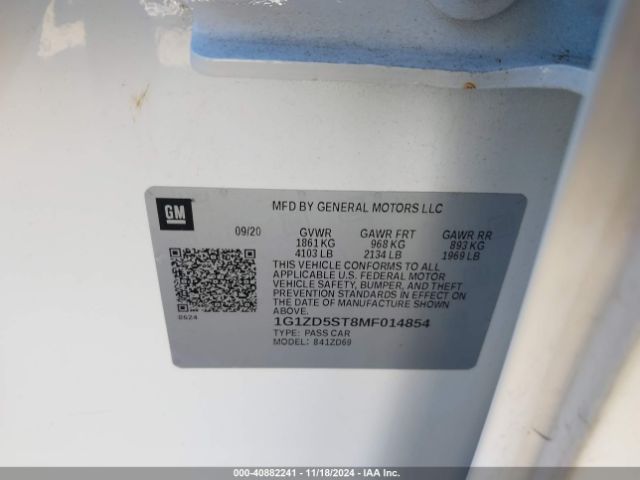 GM
MFD BY GENERAL MOTORS LLC
09/20 GVWR GAWR FRT GAWR RR
1861 KG 968 KG 893 KG
4103 LB 2134 LB 1969 LB
THIS VEHICLE CONFORMS TO ALL
APPLICABLE U.S. FEDERAL MOTOR
VEHICLE SAFETY, BUMPER, AND THEFT
PREVENTION STANDARDS IN EFFECT ON
THE DATE OF MANUFACTURE SHOWN
ABOVE.
0624
1G1ZD5ST8MF014854
TYPE: PASS CAR
MODEL: 841ZD69
000-40882241 - 11/18/2024 - IAA Inc.